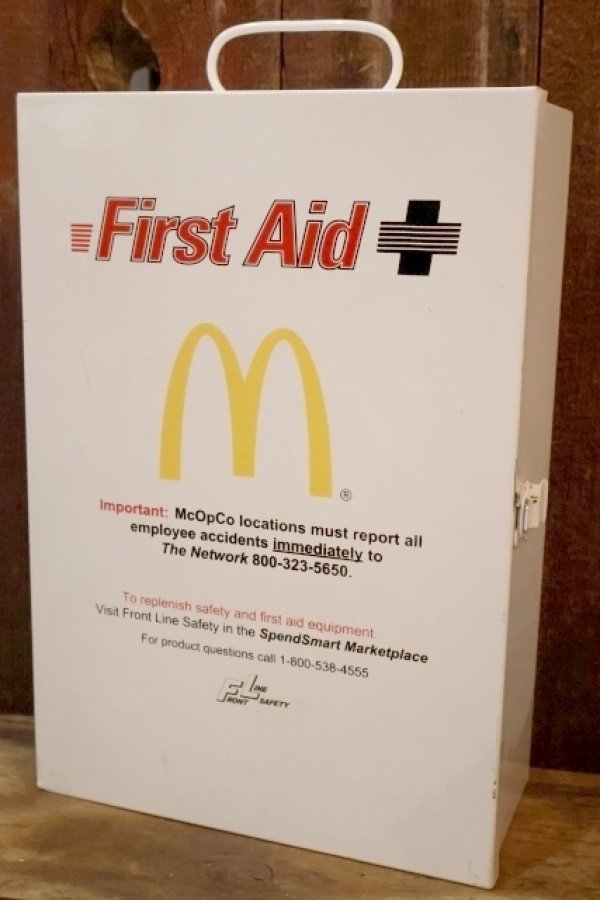 First Aid
M
®
Important: McOpCo locations must report all
employee accidents immediately to
The Network 800-323-5650.
To replenish safety and first aid equipment
Visit Front Line Safety in the SpendSmart Marketplace
For product questions call 1-800-538-4555
FRONT LINE SAFETY